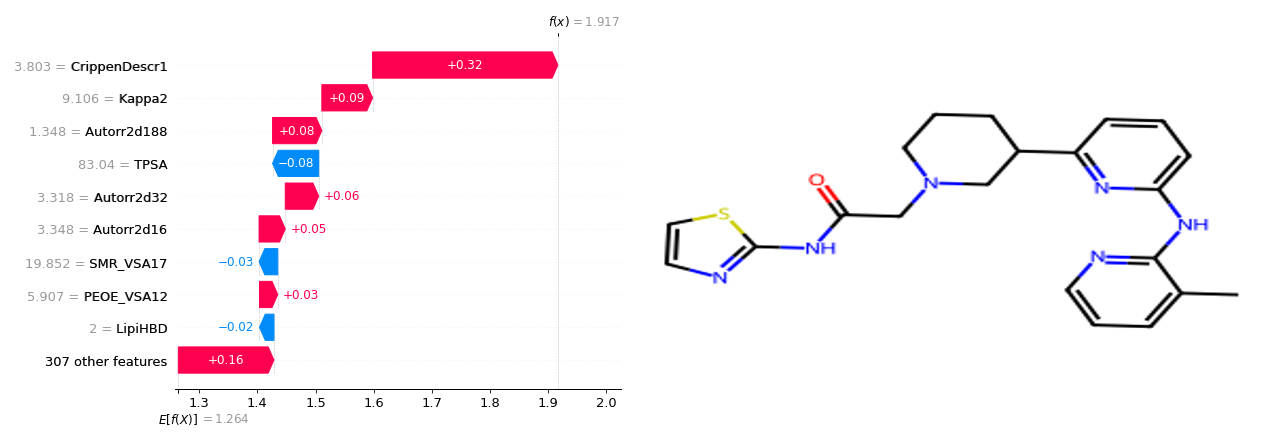 f(x) = 1.917
3.803 = CrippenDescr1 +0.32
9.106 = Kappa2 +0.09
1.348 = Autorr2d188 +0.08
83.04 = TPSA −0.08
3.318 = Autorr2d32 +0.06
3.348 = Autorr2d16 +0.05
19.852 = SMR_VSA17 −0.03
5.907 = PEOE_VSA12 +0.03
2 = LipiHBD −0.02
307 other features +0.16
1.3 1.4 1.5 1.6 1.7 1.8 1.9 2.0
E[f(X)] = 1.264
N
N
O
S
NH
NH
N
N